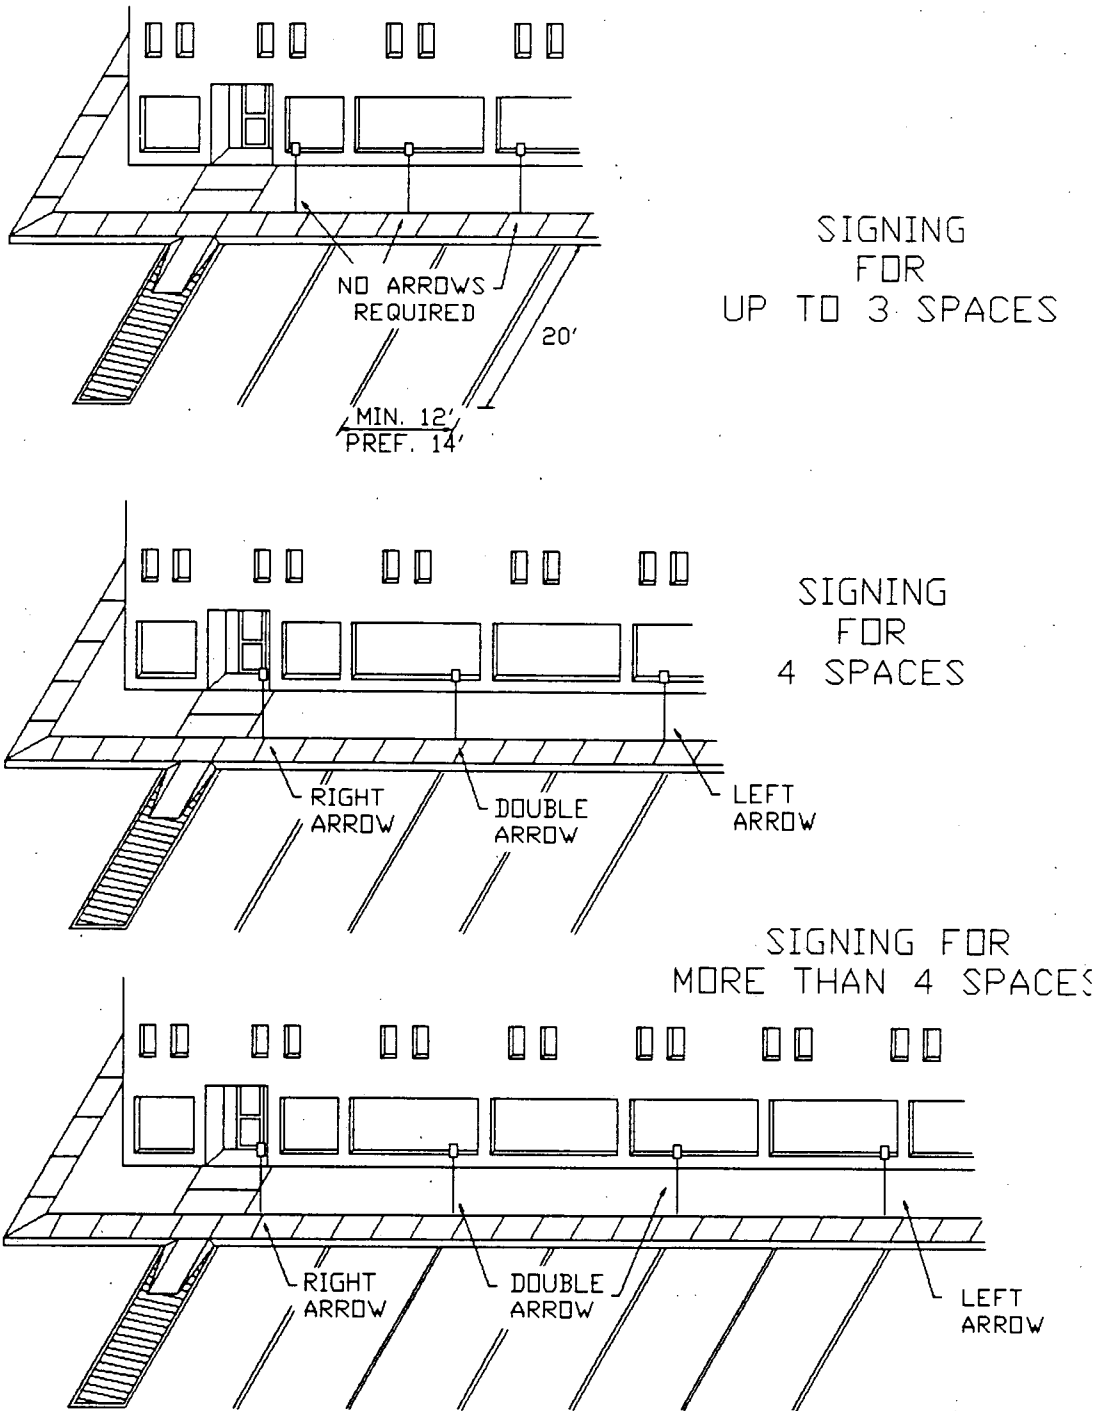 SIGNING
FOR
UP TO 3 SPACES
NO ARROWS
REQUIRED
20'
MIN. 12'
PREF. 14'
SIGNING
FOR
4 SPACES
RIGHT
ARROW
DOUBLE
ARROW
LEFT
ARROW
SIGNING FOR
MORE THAN 4 SPACES
RIGHT
ARROW
DOUBLE
ARROW
LEFT
ARROW